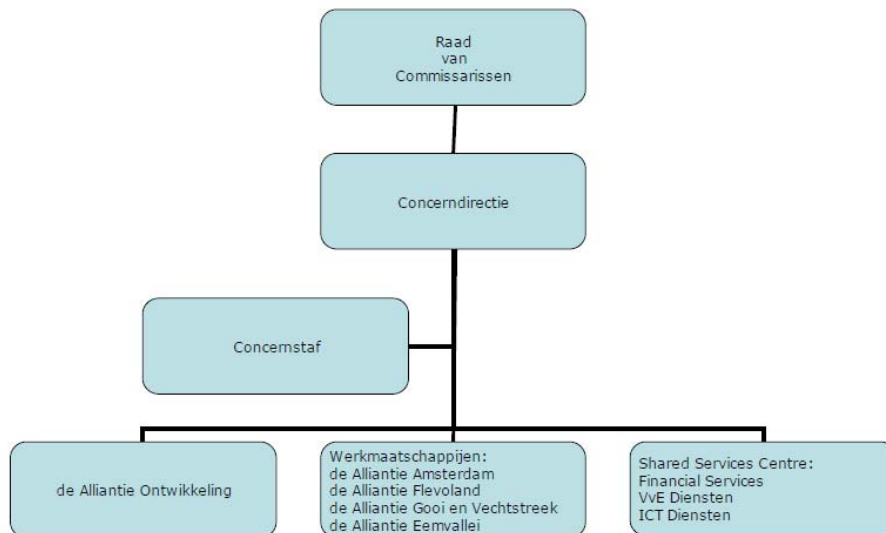 Raad
van
Commissarissen
Concerndirectie
Concernstaf
de Alliantie Ontwikkeling
Werkmaatschappijen:
de Alliantie Amsterdam
de Alliantie Flevoland
de Alliantie Gooi en Vechtstreek
de Alliantie Eemvallei
Shared Services Centre:
Financial Services
VvE Diensten
ICT Diensten